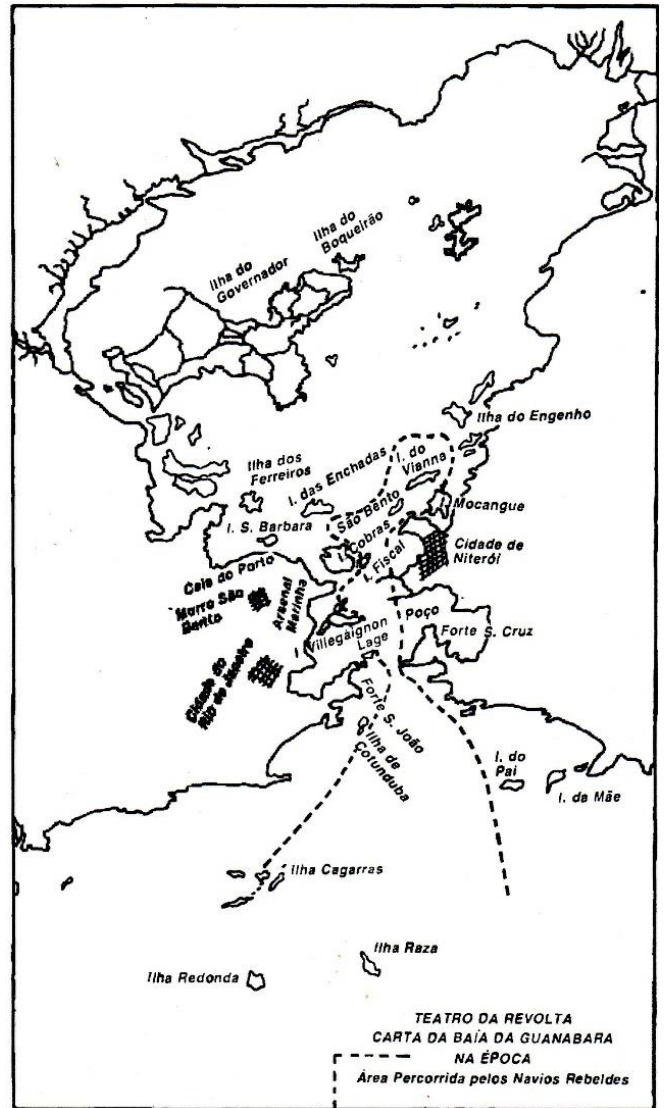 Ilha do
Boqueirão
Ilha do
Governador
Ilha do Engenho
I. do
Vianna
Ilha dos
Ferreiros
I. das Enchadas
São Bento
Mocangue
I. S. Barbara
I. Cobras
I. Fiscal
Cidade de
Niterói
Cais do Porto
Morro São
Bento
Arsenal
Marinha
Poço
Forte S. Cruz
I Villegaignon
Lage
Cidade do
Rio de Janeiro
Forte S. João
Ilha de
Cotunduba
I. do
Pai
I. da Mãe
Ilha Cagarras
Ilha Raza
Ilha Redonda
TEATRO DA REVOLTA
CARTA DA BAÍA DA GUANABARA
NA ÉPOCA
Área Percorrida pelos Navios Rebeldes